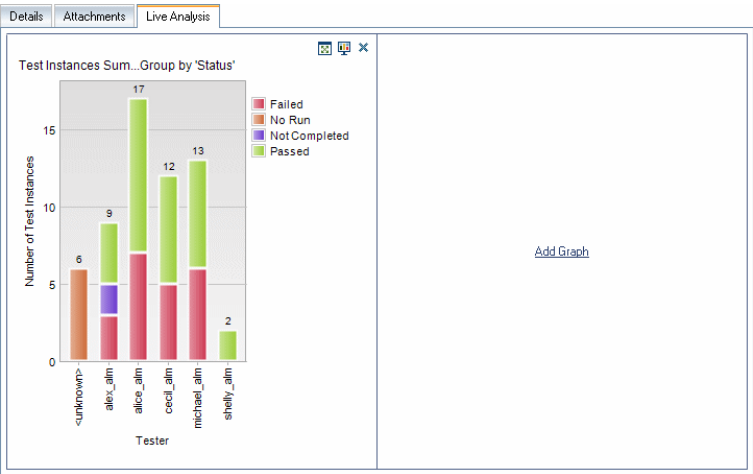 Details Attachments Live Analysis
Test Instances Sum...Group by 'Status'
17
Failed
No Run
Not Completed
Passed
15
13
12
10
9
6
5
2
0
Number of Test Instances
<unknown>
alex_alm
alice_alm
cecil_alm
michael_alm
shelly_alm
Tester
Add Graph